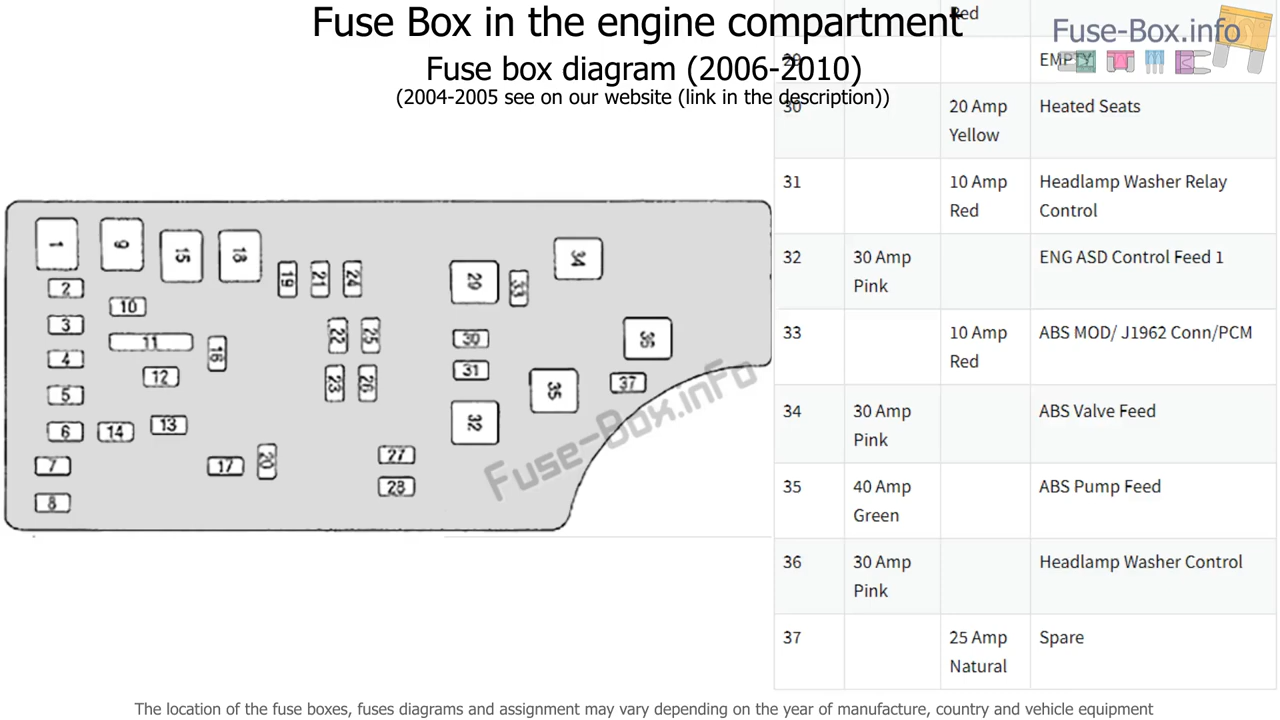 Fuse Box in the engine compartment
Fuse box diagram (2006-2010)
(2004-2005 see on our website (link in the description))
Fuse-Box.info
Red
29 EMPTY
30 20 Amp Yellow Heated Seats
31 10 Amp Red Headlamp Washer Relay Control
32 30 Amp Pink ENG ASD Control Feed 1
33 10 Amp Red ABS MOD/ J1962 Conn/PCM
34 30 Amp Pink ABS Valve Feed
35 40 Amp Green ABS Pump Feed
36 30 Amp Pink Headlamp Washer Control
37 25 Amp Natural Spare
1 9 15 18
2
3
4
5
6
7
8
10
11
12
13
14
16
17
20
19 21 24
22 25
23 26
27
28
29 33 34
30
31
32
35
36
37
Fuse-Box.info
The location of the fuse boxes, fuses diagrams and assignment may vary depending on the year of manufacture, country and vehicle equipment